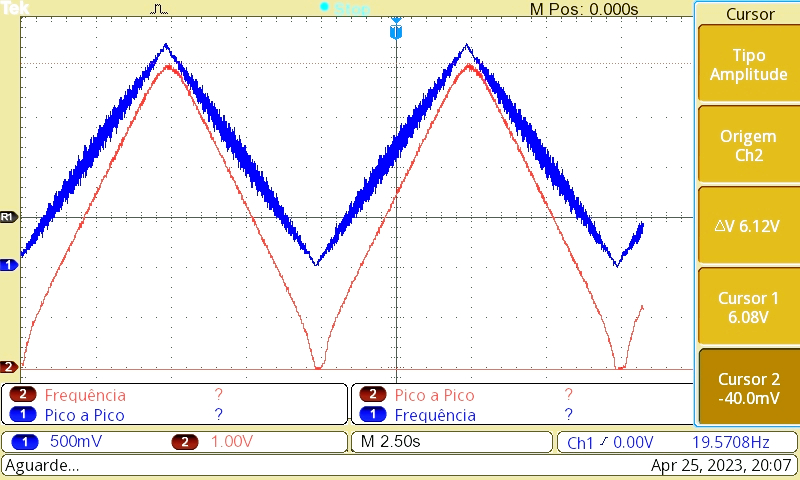 Tek Stop M Pos: 0.000s
Cursor
Tipo
Amplitude
Origem
Ch2
△V 6.12V
Cursor 1
6.08V
Cursor 2
-40.0mV
R1
1
2
2 Frequência ?
1 Pico a Pico ?
2 Pico a Pico ?
1 Frequência ?
1 500mV 2 1.00V M 2.50s Ch1 / 0.00V 19.5708Hz
Aguarde... Apr 25, 2023, 20:07